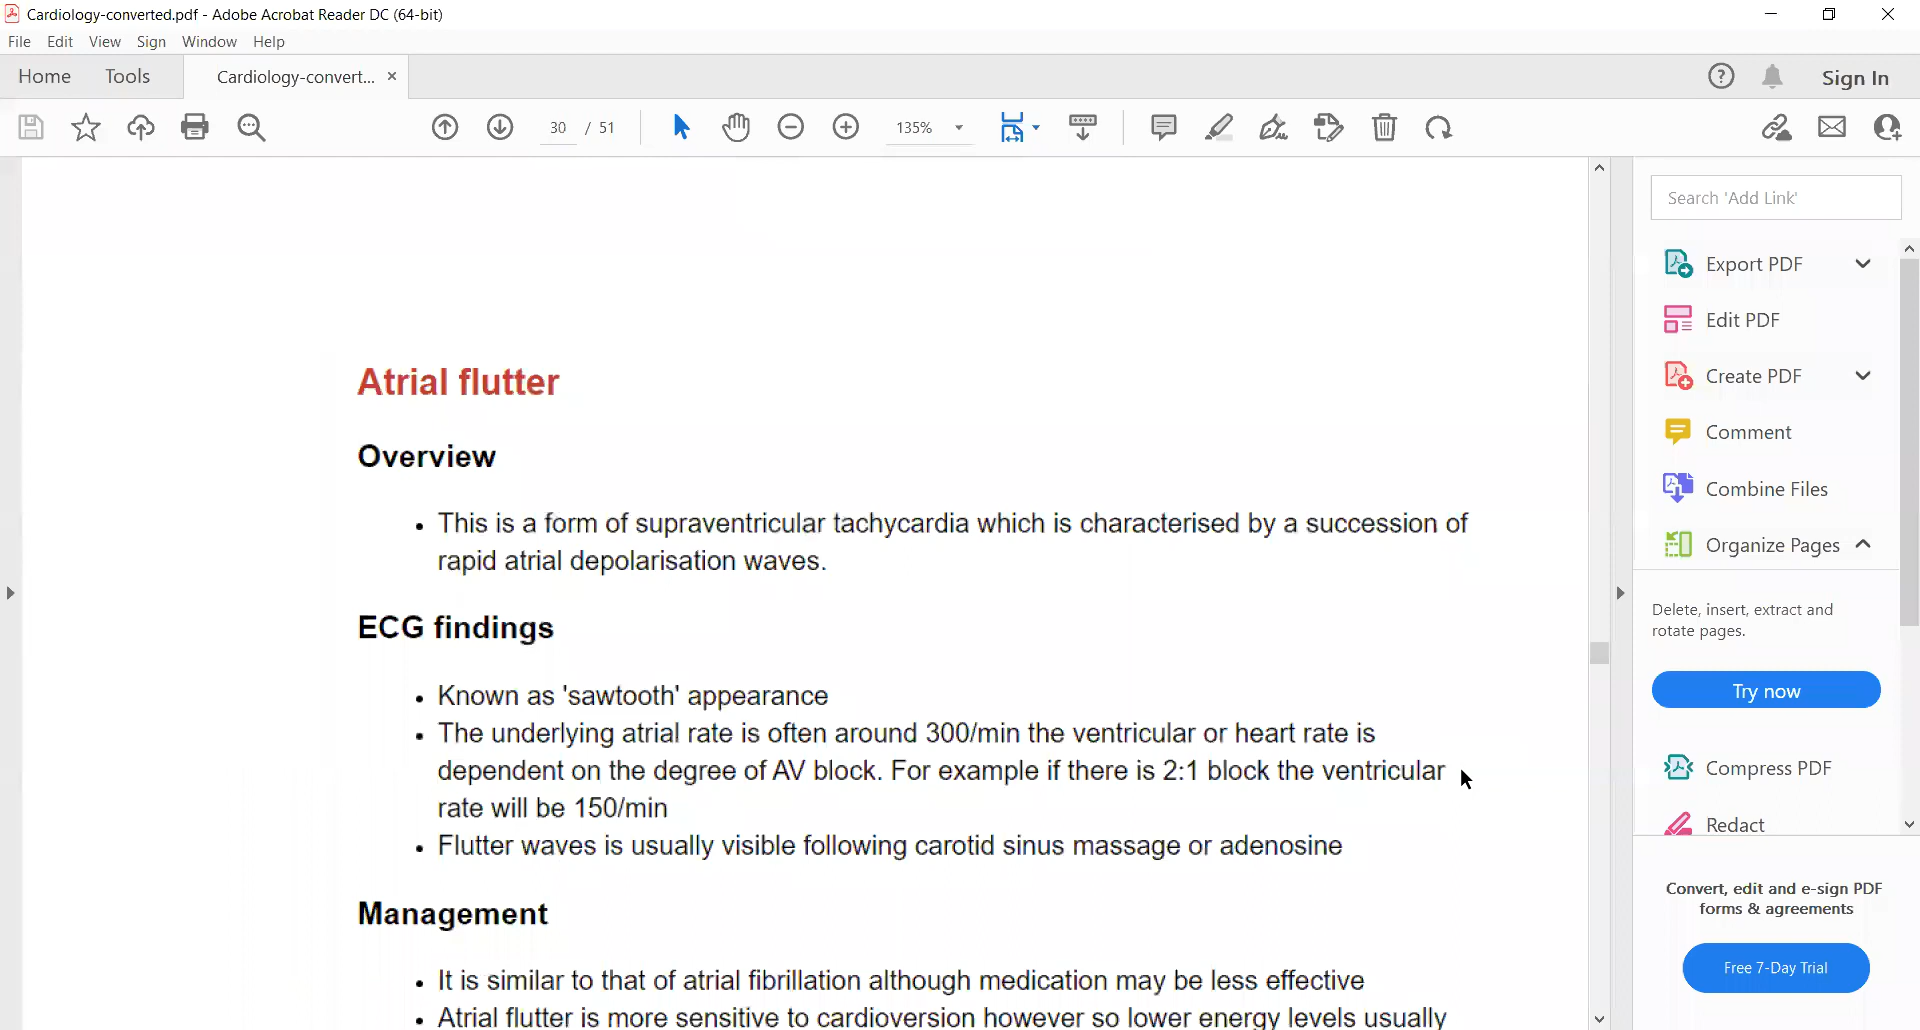 Cardiology-converted.pdf - Adobe Acrobat Reader DC (64-bit)
File Edit View Sign Window Help
Home Tools Cardiology-convert... × Sign In
30 / 51 135%
Search 'Add Link'
Export PDF
Edit PDF
Create PDF
Comment
Combine Files
Organize Pages
Delete, insert, extract and
rotate pages.
Try now
Compress PDF
Redact
Convert, edit and e-sign PDF
forms & agreements
Free 7-Day Trial
Atrial flutter
Overview
• This is a form of supraventricular tachycardia which is characterised by a succession of
rapid atrial depolarisation waves.
ECG findings
• Known as 'sawtooth' appearance
• The underlying atrial rate is often around 300/min the ventricular or heart rate is
dependent on the degree of AV block. For example if there is 2:1 block the ventricular
rate will be 150/min
• Flutter waves is usually visible following carotid sinus massage or adenosine
Management
• It is similar to that of atrial fibrillation although medication may be less effective
• Atrial flutter is more sensitive to cardioversion however so lower energy levels usually